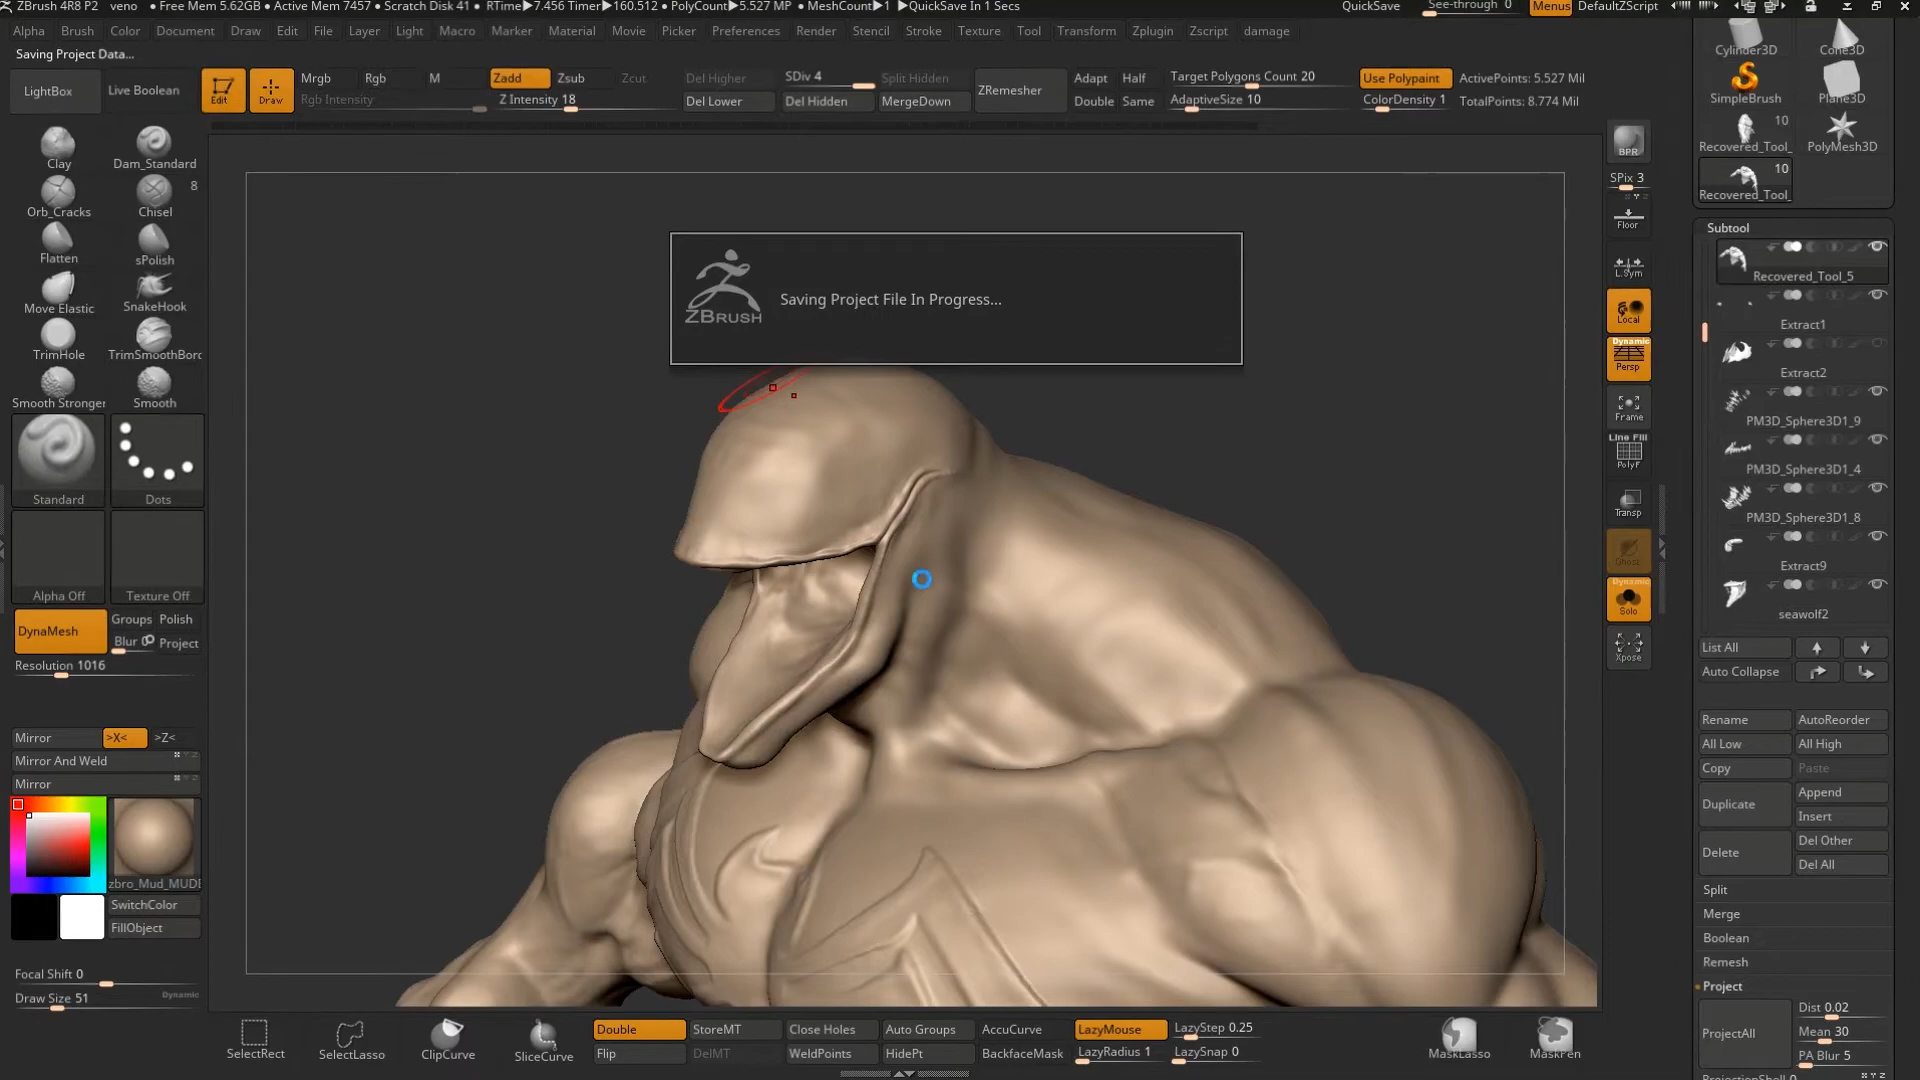 ZBrush 4R8 P2 veno ● Free Mem 5.62GB ● Active Mem 7457 ● Scratch Disk 41 ● RTime▶7.456 Timer▶160.512 ● PolyCount▶5.527 MP ● MeshCount▶1 ▶QuickSave In 1 Secs QuickSave See-through 0 Menus DefaultZScript
Alpha Brush Color Document Draw Edit File Layer Light Macro Marker Material Movie Picker Preferences Render Stencil Stroke Texture Tool Transform Zplugin Zscript damage
Saving Project Data...
LightBox Live Boolean Edit Draw
Mrgb Rgb M Zadd Zsub Zcut
Rgb Intensity Z Intensity 18
Del Higher SDiv 4 Split Hidden
Del Lower Del Hidden MergeDown
ZRemesher
Adapt Half Target Polygons Count 20 Use Polypaint ActivePoints: 5.527 Mil
Double Same AdaptiveSize 10 ColorDensity 1 TotalPoints: 8.774 Mil
Clay Dam_Standard
8
Orb_Cracks Chisel
Flatten sPolish
Move Elastic SnakeHook
TrimHole TrimSmoothBorc
Smooth Stronger Smooth
Standard Dots
Alpha Off Texture Off
DynaMesh Groups Polish
Blur 0 Project
Resolution 1016
Mirror >X< >Z<
Mirror And Weld
Mirror
zbro_Mud_MUDE
SwitchColor
FillObject
Focal Shift 0
Draw Size 51 Dynamic
ZBRUSH
Saving Project File In Progress...
BPR
SPix 3
Floor
L.Sym
Local
Dynamic
Persp
Frame
Line Fill
PolyF
Transp
Ghost
Dynamic
Solo
Xpose
Cylinder3D Cone3D
SimpleBrush Plane3D
10
Recovered_Tool_ PolyMesh3D
10
Recovered_Tool_
Subtool
Recovered_Tool_5
Extract1
Extract2
PM3D_Sphere3D1_9
PM3D_Sphere3D1_4
PM3D_Sphere3D1_8
Extract9
seawolf2
List All
Auto Collapse
Rename AutoReorder
All Low All High
Copy Paste
Duplicate Append
Insert
Delete Del Other
Del All
Split
Merge
Boolean
Remesh
Project
ProjectAll Dist 0.02
Mean 30
PA Blur 5
ProjectionShell 0
SelectRect SelectLasso ClipCurve SliceCurve
Double StoreMT Close Holes Auto Groups AccuCurve LazyMouse LazyStep 0.25
Flip DelMT WeldPoints HidePt BackfaceMask LazyRadius 1 LazySnap 0
MaskLasso MaskPen